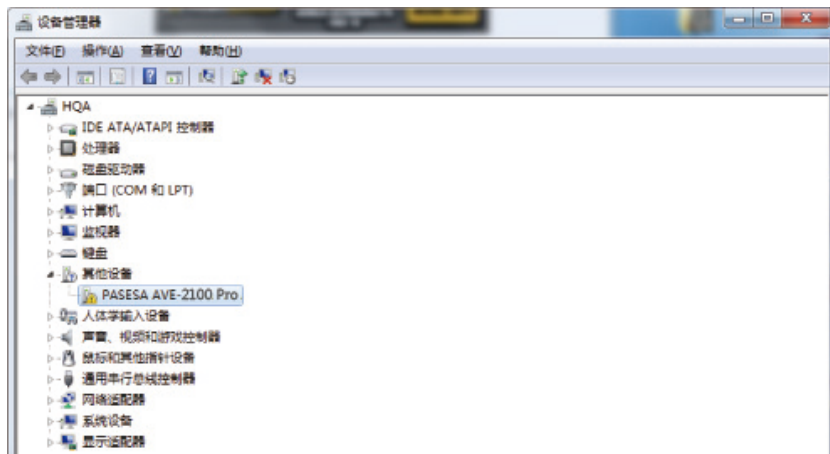 设备管理器
文件(F) 操作(A) 查看(V) 帮助(H)
HQA
IDE ATA/ATAPI 控制器
处理器
磁盘驱动器
端口 (COM 和 LPT)
计算机
监视器
键盘
其他设备
PASESA AVE-2100 Pro
人体学输入设备
声音、视频和游戏控制器
鼠标和其他指针设备
通用串行总线控制器
网络适配器
系统设备
显示适配器